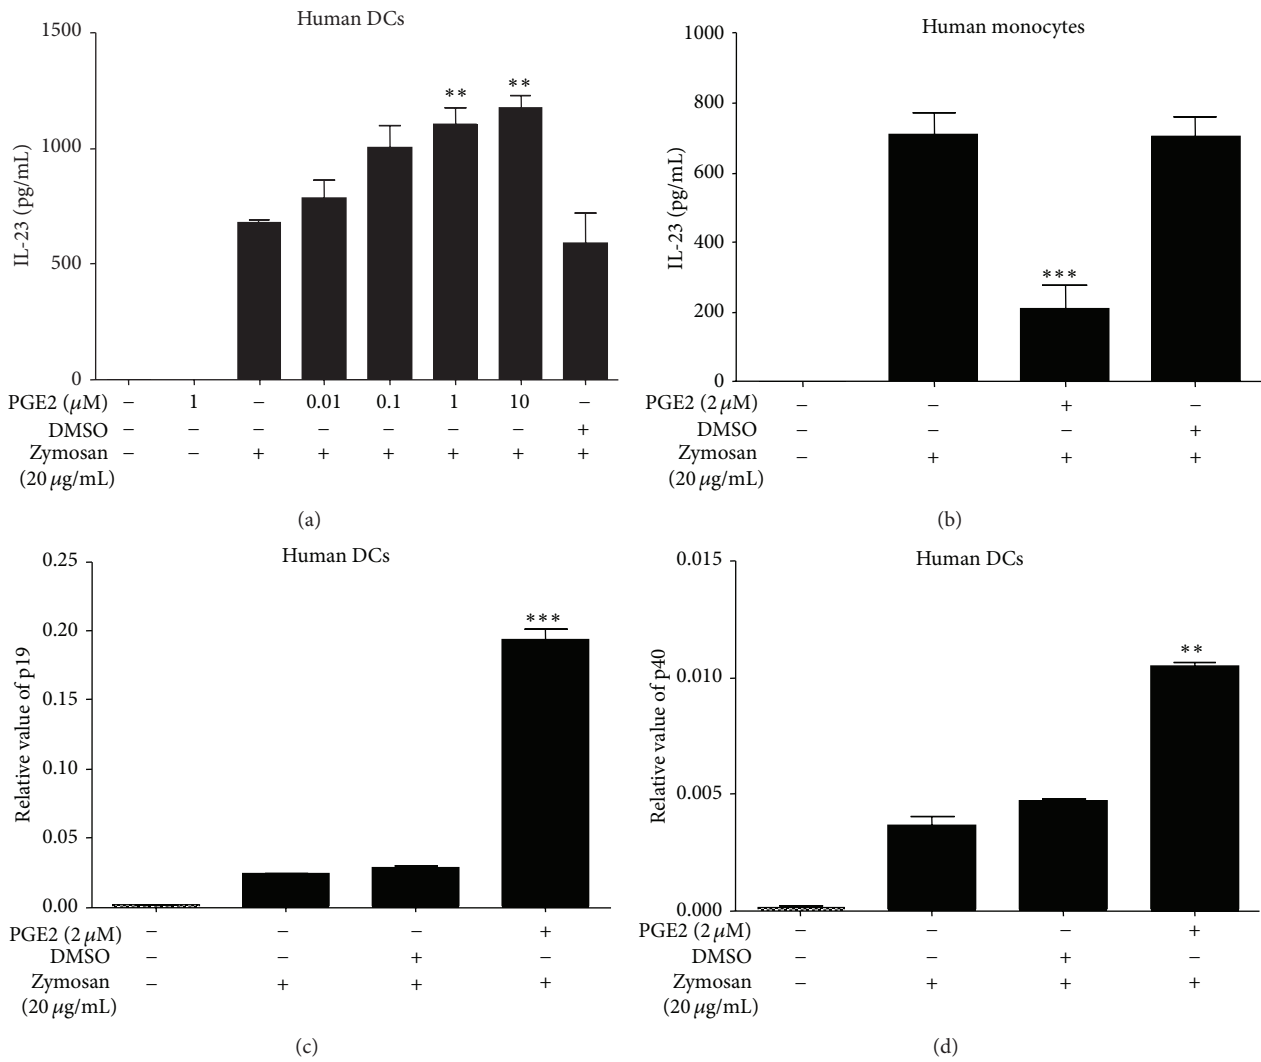 Human DCs
1500
1000
500
0
IL-23 (pg/mL)
** **
PGE2 (μM) − 1 − 0.01 0.1 1 10 −
DMSO − − − − − − − +
Zymosan − − + + + + + +
(20 μg/mL)
(a)
Human monocytes
1000
800
600
400
200
0
IL-23 (pg/mL)
***
PGE2 (2 μM) − − + −
DMSO − − − +
Zymosan − + + +
(20 μg/mL)
(b)
Human DCs
0.25
0.20
0.15
0.10
0.05
0.00
Relative value of p19
***
PGE2 (2 μM) − − − +
DMSO − − + −
Zymosan − + + +
(20 μg/mL)
(c)
Human DCs
0.015
0.010
0.005
0.000
Relative value of p40
**
PGE2 (2 μM) − − − +
DMSO − − + −
Zymosan − + + +
(20 μg/mL)
(d)